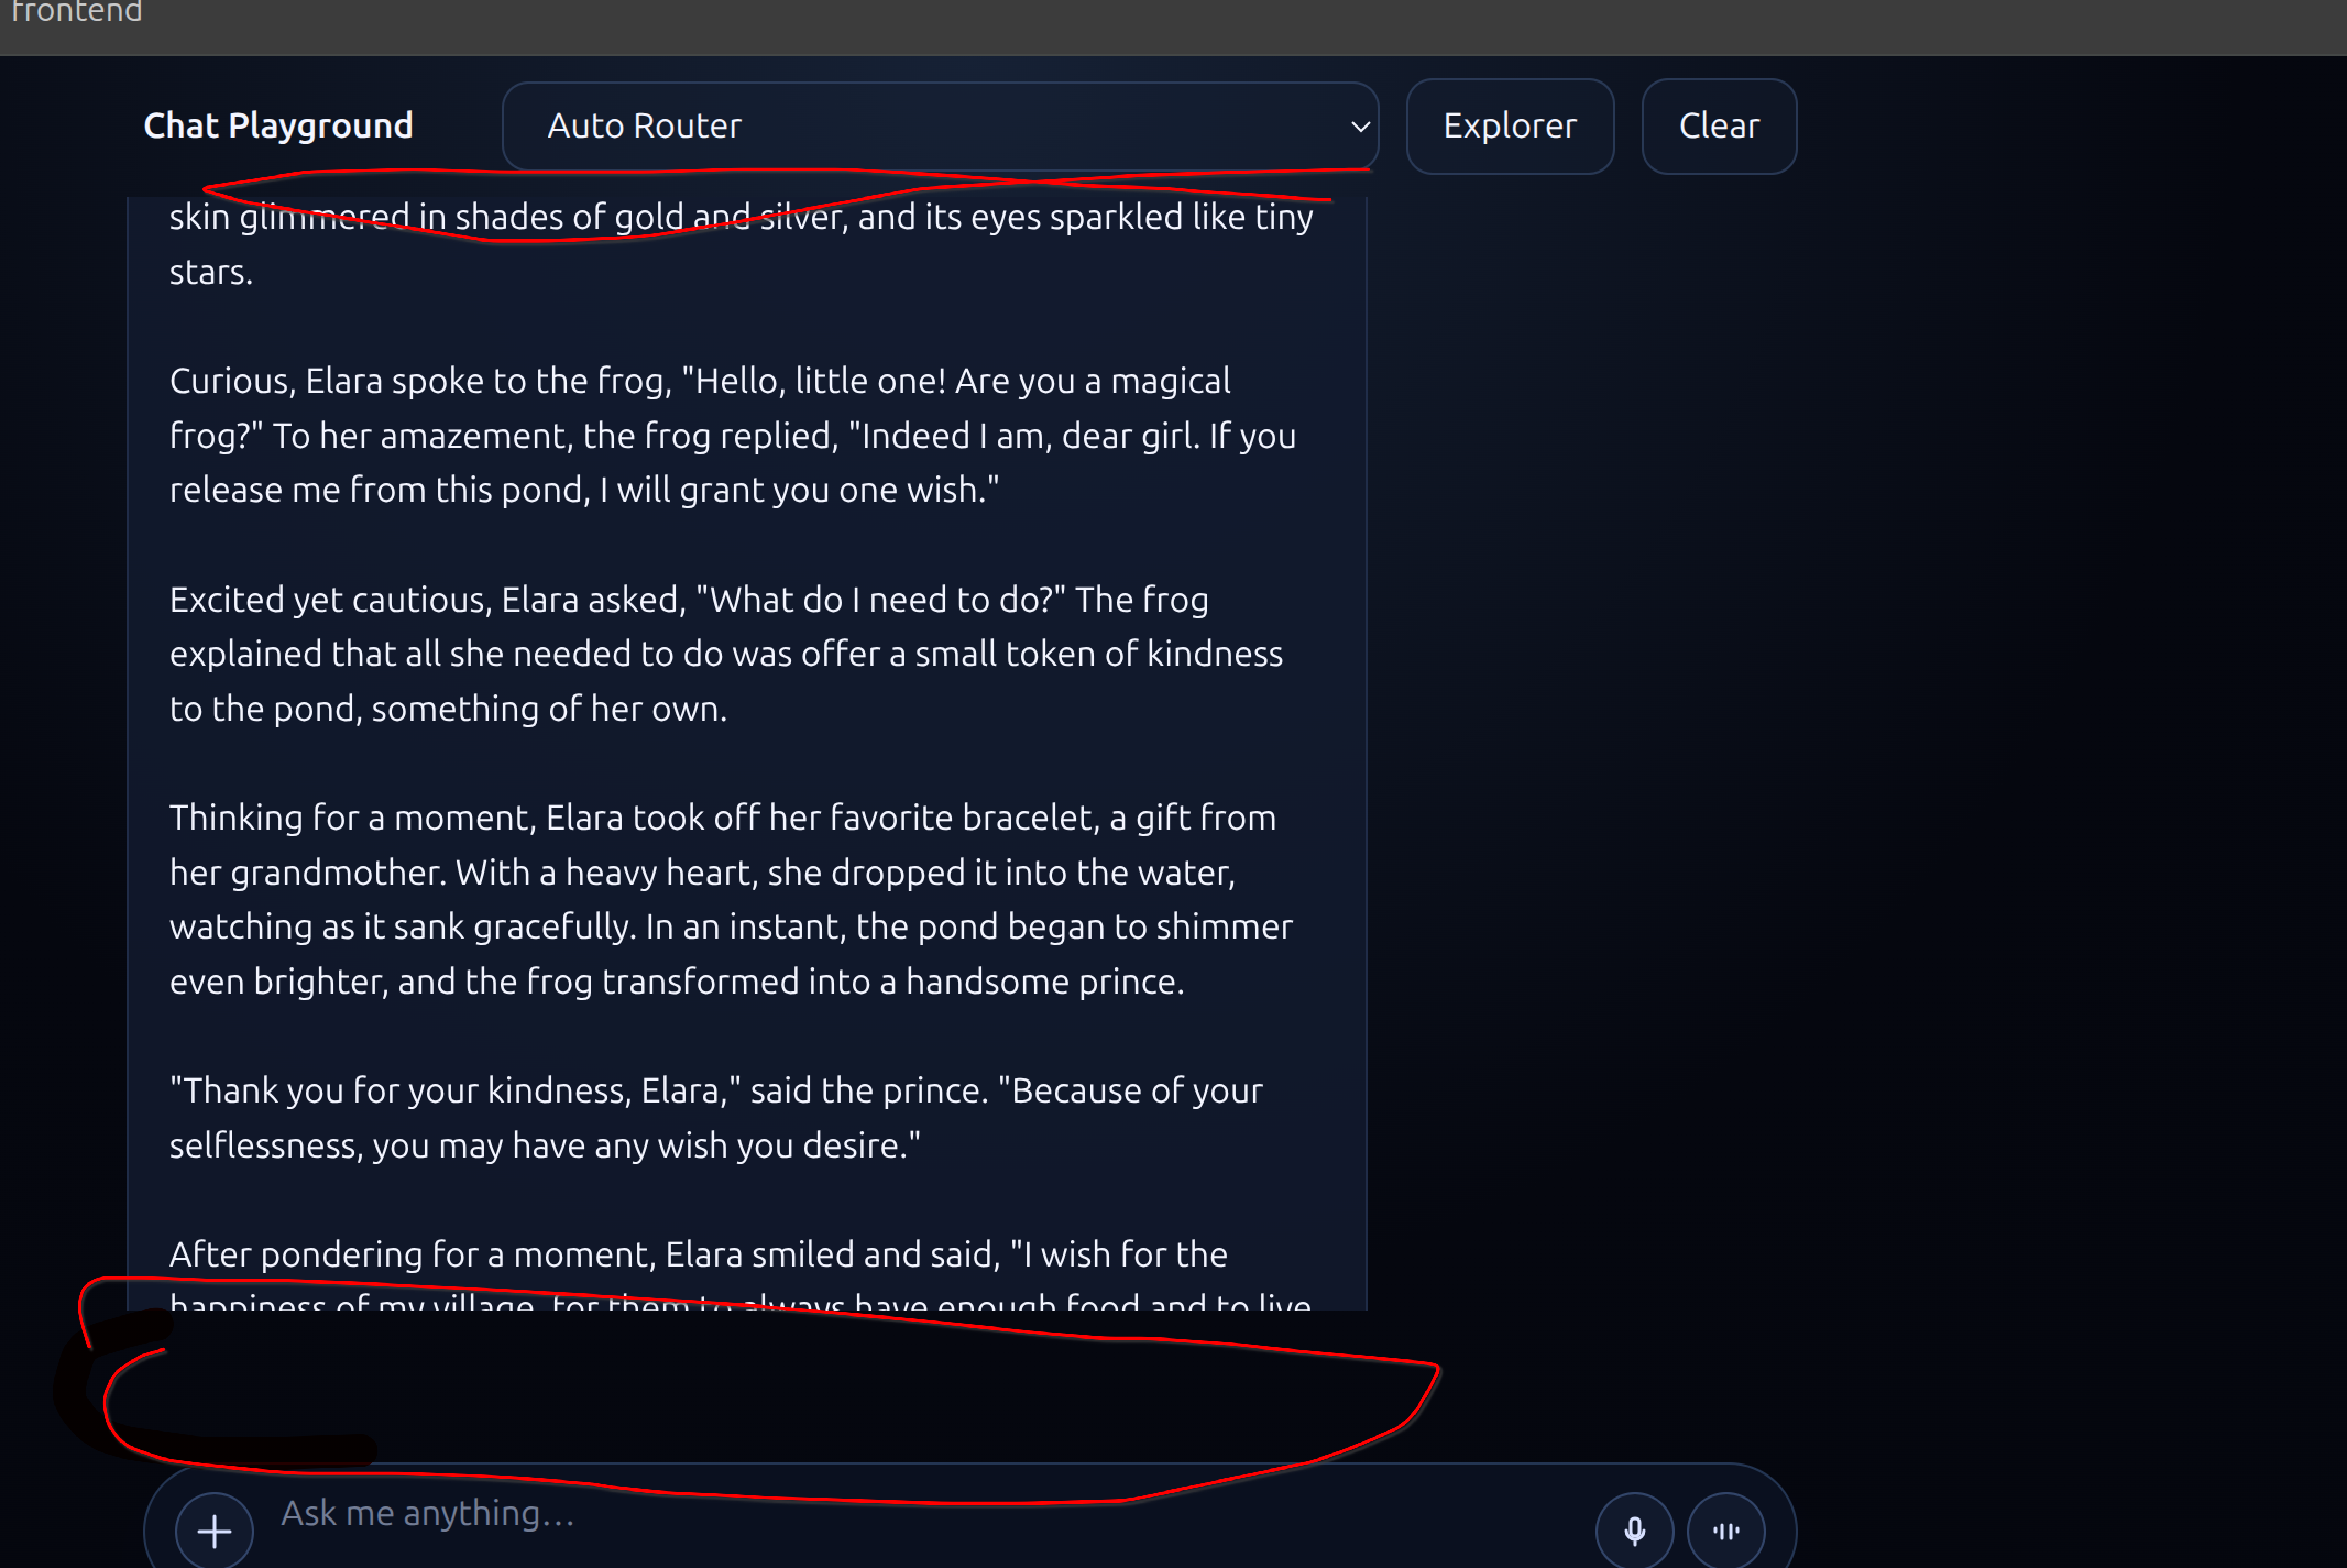 frontend
Chat Playground Auto Router Explorer Clear
skin glimmered in shades of gold and silver, and its eyes sparkled like tiny
stars.
Curious, Elara spoke to the frog, "Hello, little one! Are you a magical
frog?" To her amazement, the frog replied, "Indeed I am, dear girl. If you
release me from this pond, I will grant you one wish."
Excited yet cautious, Elara asked, "What do I need to do?" The frog
explained that all she needed to do was offer a small token of kindness
to the pond, something of her own.
Thinking for a moment, Elara took off her favorite bracelet, a gift from
her grandmother. With a heavy heart, she dropped it into the water,
watching as it sank gracefully. In an instant, the pond began to shimmer
even brighter, and the frog transformed into a handsome prince.
"Thank you for your kindness, Elara," said the prince. "Because of your
selflessness, you may have any wish you desire."
After pondering for a moment, Elara smiled and said, "I wish for the
happiness of my village, for them to always have enough food and to live
Ask me anything…